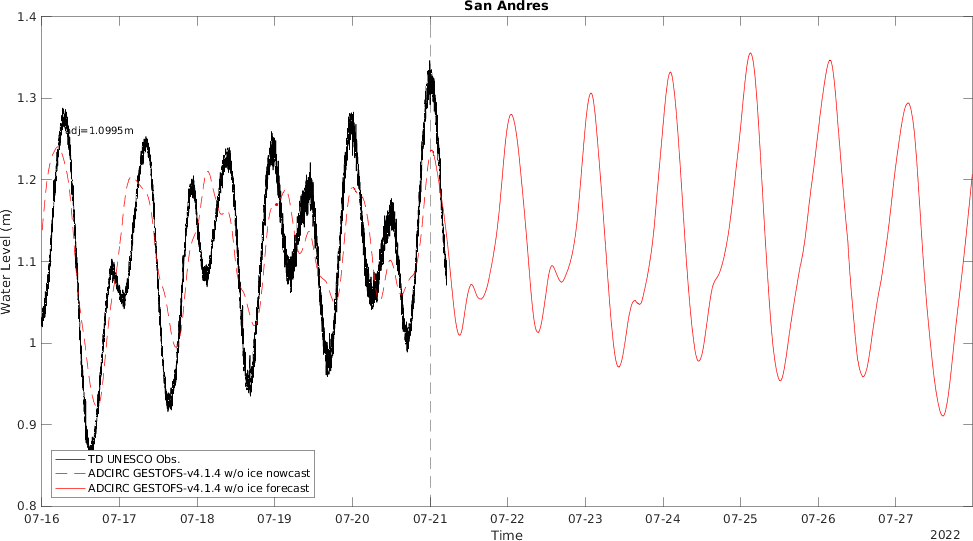 San Andres
1.4
1.3
1.2
1.1
1
0.9
0.8
Water Level (m)
adj=1.0995m
TD UNESCO Obs.
ADCIRC GESTOFS-v4.1.4 w/o ice nowcast
ADCIRC GESTOFS-v4.1.4 w/o ice forecast
07-16 07-17 07-18 07-19 07-20 07-21 07-22 07-23 07-24 07-25 07-26 07-27
Time
2022